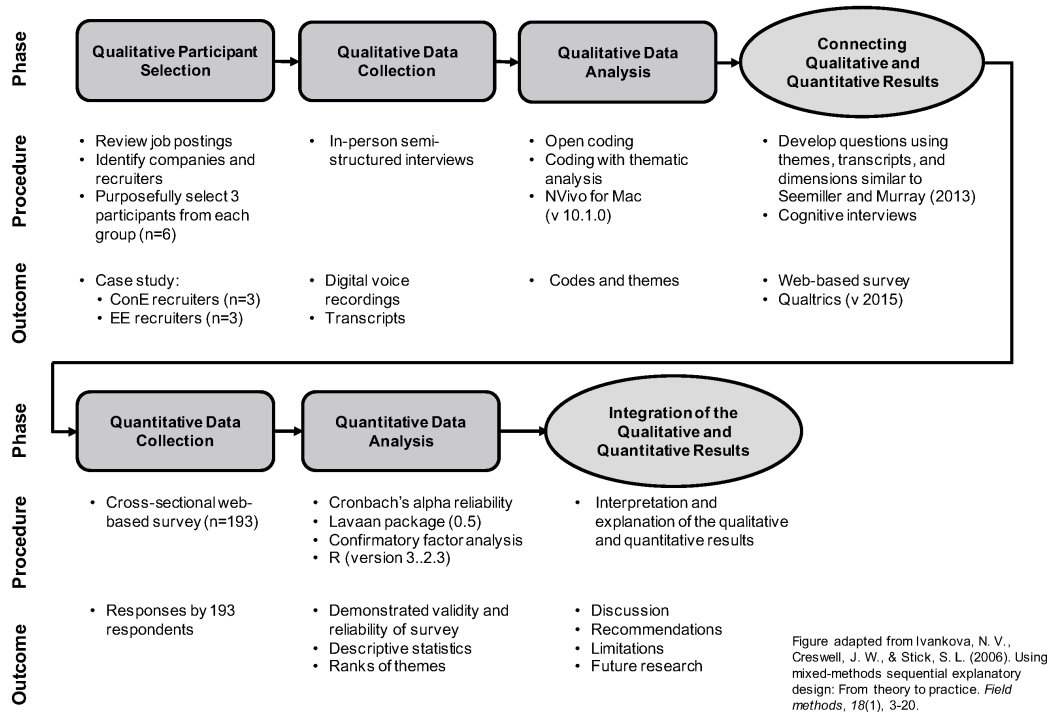 Phase
Qualitative Participant
Selection
Qualitative Data
Collection
Qualitative Data
Analysis
Connecting
Qualitative and
Quantitative Results
Procedure
• Review job postings
• Identify companies and
recruiters
• Purposefully select 3
participants from each
group (n=6)
• In-person semi-
structured interviews
• Open coding
• Coding with thematic
analysis
• NVivo for Mac
(v 10.1.0)
• Develop questions using
themes, transcripts, and
dimensions similar to
Seemiller and Murray (2013)
• Cognitive interviews
Outcome
• Case study:
• ConE recruiters (n=3)
• EE recruiters (n=3)
• Digital voice
recordings
• Transcripts
• Codes and themes
• Web-based survey
• Qualtrics (v 2015)
Phase
Quantitative Data
Collection
Quantitative Data
Analysis
Integration of the
Qualitative and
Quantitative Results
Procedure
• Cross-sectional web-
based survey (n=193)
• Cronbach's alpha reliability
• Lavaan package (0.5)
• Confirmatory factor analysis
• R (version 3..2.3)
• Interpretation and
explanation of the qualitative
and quantitative results
Outcome
• Responses by 193
respondents
• Demonstrated validity and
reliability of survey
• Descriptive statistics
• Ranks of themes
• Discussion
• Recommendations
• Limitations
• Future research
Figure adapted from Ivankova, N. V.,
Creswell, J. W., & Stick, S. L. (2006). Using
mixed-methods sequential explanatory
design: From theory to practice. Field
methods, 18(1), 3-20.